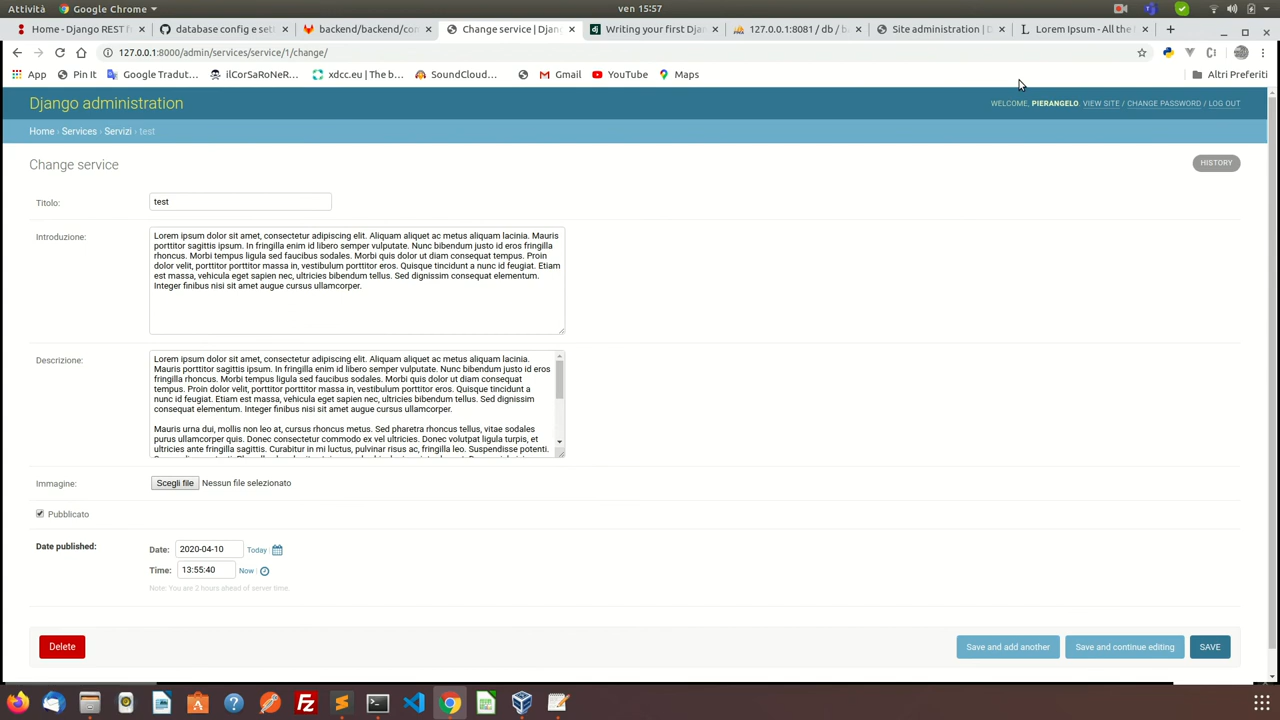 Attività Google Chrome ven 15:57
Home - Django REST f database config e sett backend/backend/con Change service | Djang Writing your first Djan 127.0.0.1:8081 / db / ba Site administration | D Lorem Ipsum - All the f
127.0.0.1:8000/admin/services/service/1/change/
App Pin It Google Tradut... ilCorSaRoNeR... xdcc.eu | The b... SoundCloud... Gmail YouTube Maps Altri Preferiti
Django administration WELCOME, PIERANGELO. VIEW SITE / CHANGE PASSWORD / LOG OUT
Home › Services › Servizi › test
Change service HISTORY
Titolo: test
Introduzione: Lorem ipsum dolor sit amet, consectetur adipiscing elit. Aliquam aliquet ac metus aliquam lacinia. Mauris
porttitor sagittis ipsum. In fringilla enim id libero semper vulputate. Nunc bibendum justo id eros fringilla
rhoncus. Morbi tempus ligula sed faucibus sodales. Morbi quis dolor ut diam consequat tempus. Proin
dolor velit, porttitor porttitor massa in, vestibulum porttitor eros. Quisque tincidunt a nunc id feugiat. Etiam
est massa, vehicula eget sapien nec, ultricies bibendum tellus. Sed dignissim consequat elementum.
Integer finibus nisi sit amet augue cursus ullamcorper.
Descrizione: Lorem ipsum dolor sit amet, consectetur adipiscing elit. Aliquam aliquet ac metus aliquam lacinia.
Mauris porttitor sagittis ipsum. In fringilla enim id libero semper vulputate. Nunc bibendum justo id eros
fringilla rhoncus. Morbi tempus ligula sed faucibus sodales. Morbi quis dolor ut diam consequat
tempus. Proin dolor velit, porttitor porttitor massa in, vestibulum porttitor eros. Quisque tincidunt a
nunc id feugiat. Etiam est massa, vehicula eget sapien nec, ultricies bibendum tellus. Sed dignissim
consequat elementum. Integer finibus nisi sit amet augue cursus ullamcorper.
Mauris urna dui, mollis non leo at, cursus rhoncus metus. Sed pharetra rhoncus tellus, vitae sodales
purus ullamcorper quis. Donec consectetur commodo ex vel ultricies. Donec volutpat ligula turpis, et
ultricies ante fringilla sagittis. Curabitur in mi luctus, pulvinar risus ac, fringilla leo. Suspendisse potenti.
Immagine: Scegli file Nessun file selezionato
Pubblicato
Date published: Date: 2020-04-10 Today
Time: 13:55:40 Now
Note: You are 2 hours ahead of server time.
Delete Save and add another Save and continue editing SAVE